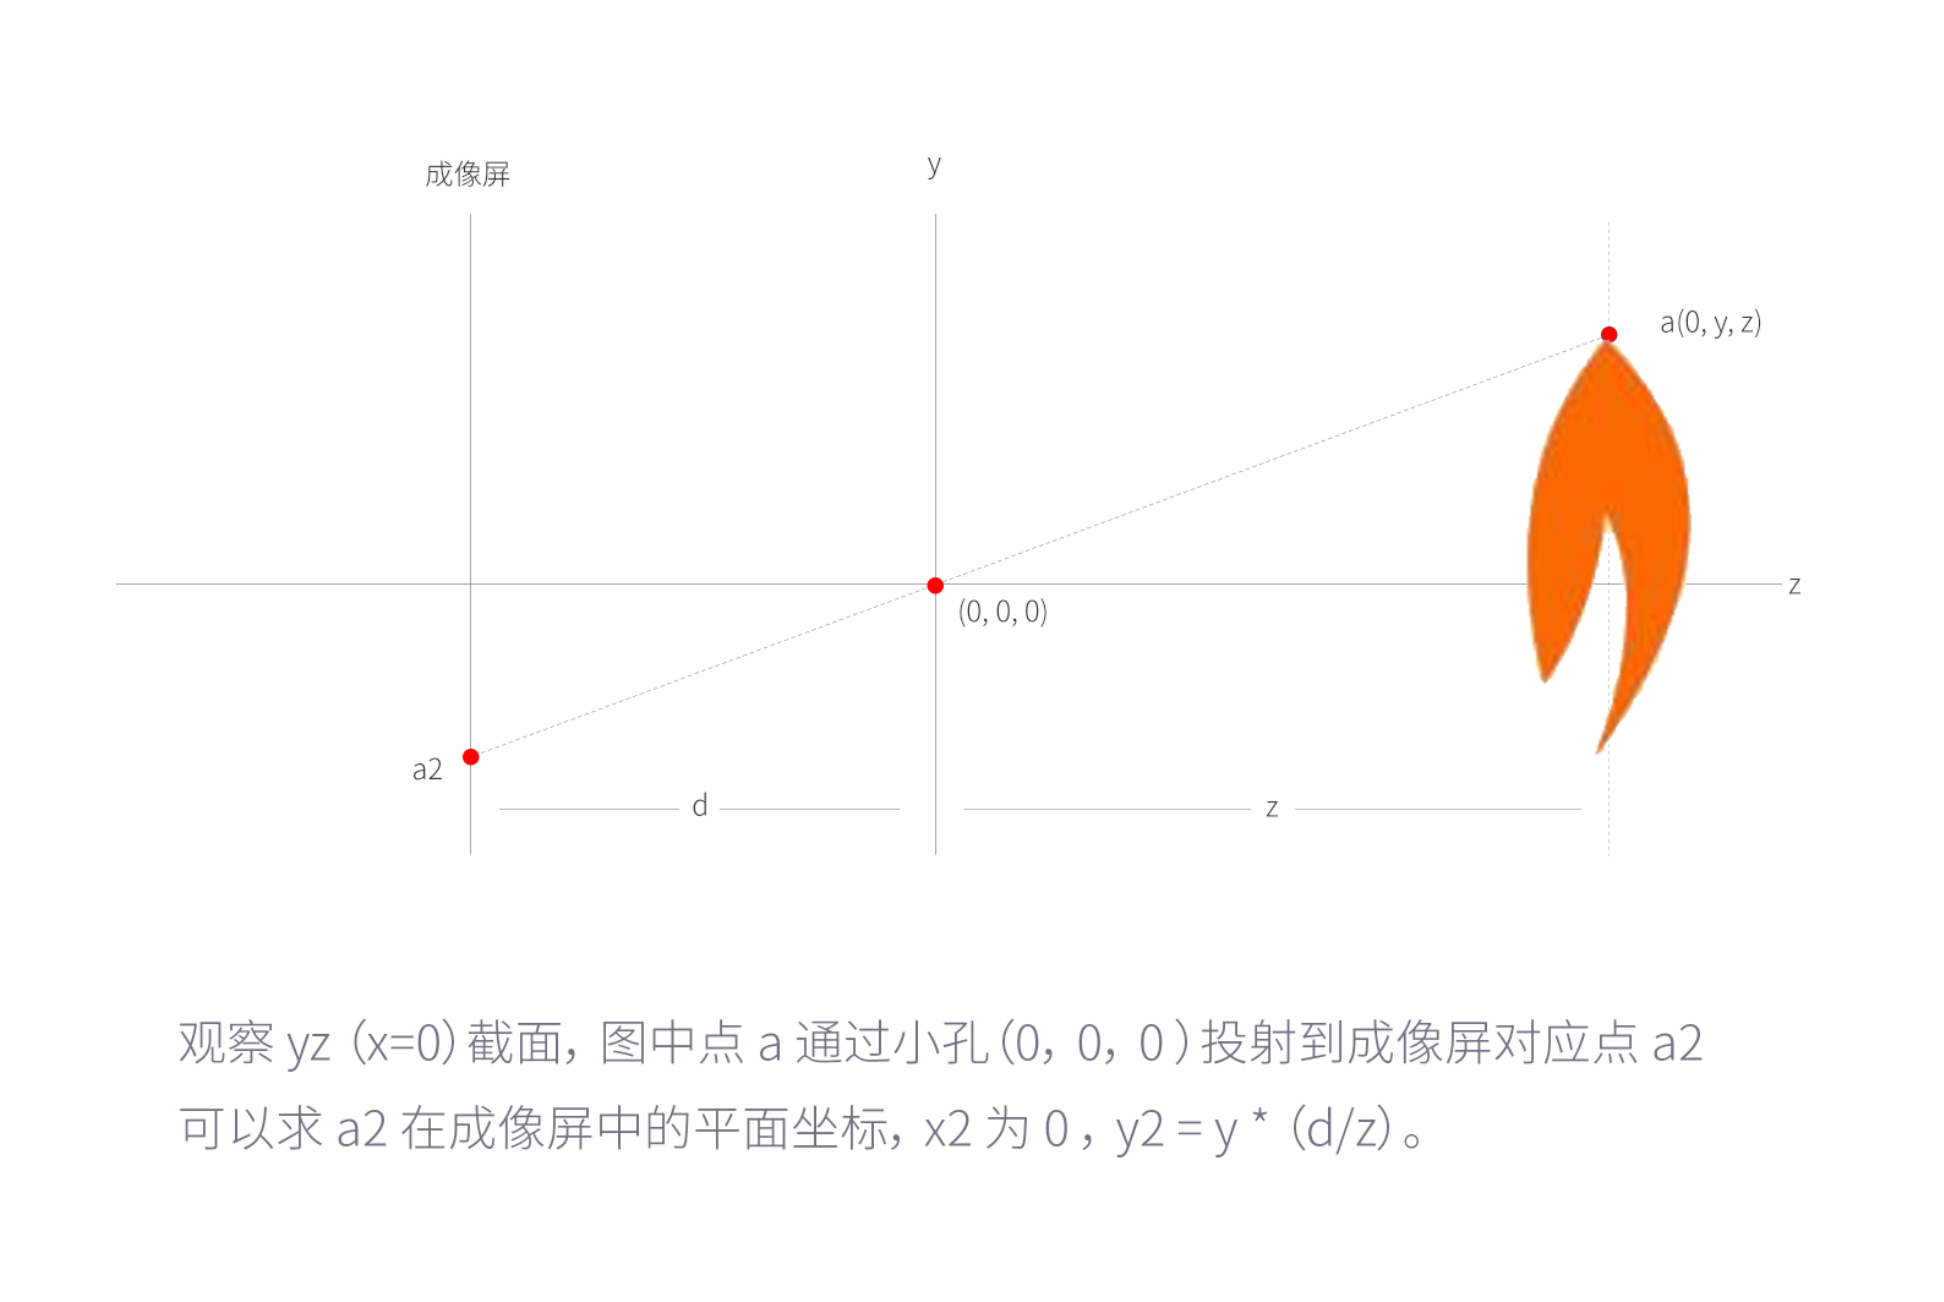 成像屏
y
a(0, y, z)
z
(0, 0, 0)
a2
d
z
观察 yz（x=0）截面，图中点 a 通过小孔（0，0，0）投射到成像屏对应点 a2
可以求 a2 在成像屏中的平面坐标，x2 为 0，y2 = y *（d/z）。